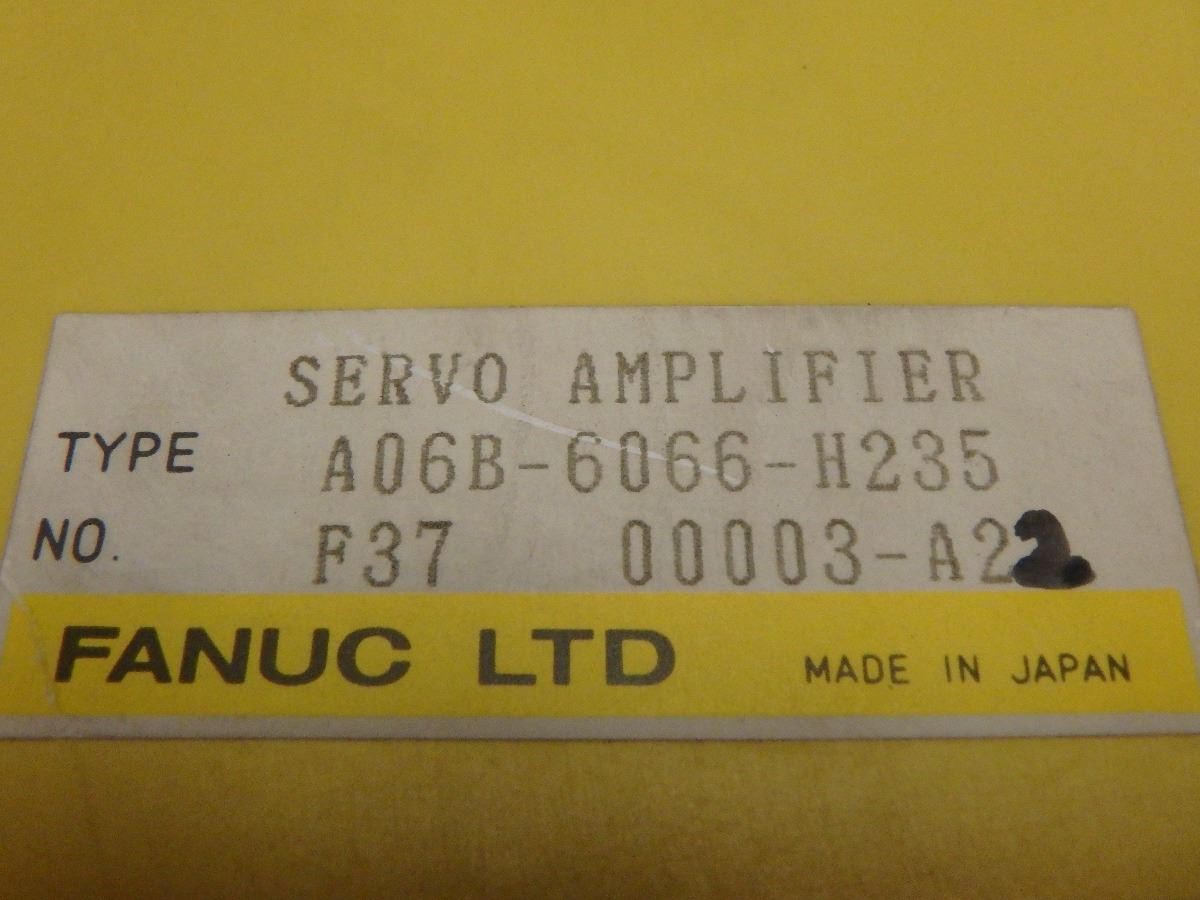 SERVO AMPLIFIER
TYPE A06B-6066-H235
NO. F37 00003-A2
FANUC LTD MADE IN JAPAN